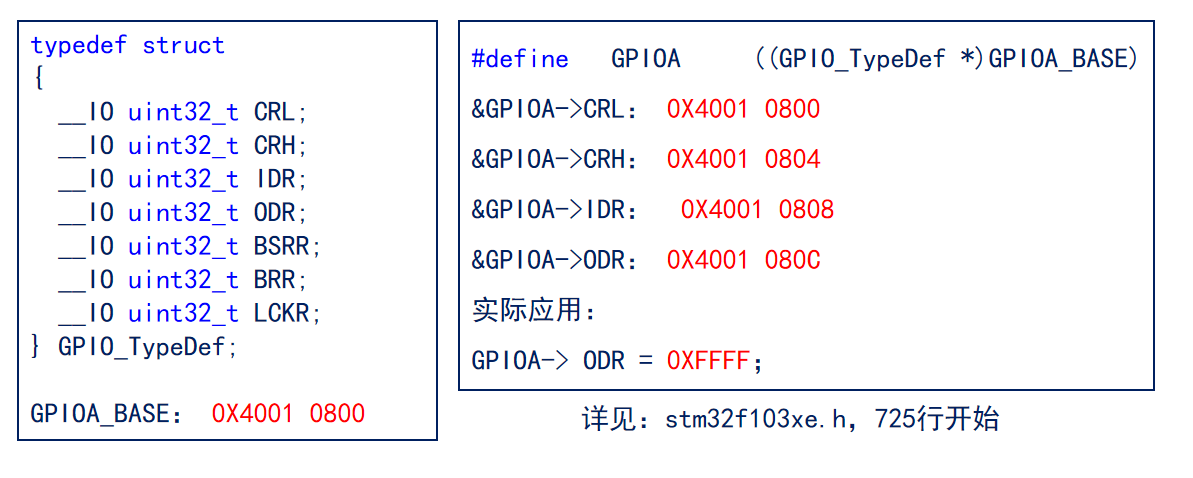 typedef struct
{
__IO uint32_t CRL;
__IO uint32_t CRH;
__IO uint32_t IDR;
__IO uint32_t ODR;
__IO uint32_t BSRR;
__IO uint32_t BRR;
__IO uint32_t LCKR;
} GPIO_TypeDef;
GPIOA_BASE： 0X4001 0800
#define GPIOA ((GPIO_TypeDef *)GPIOA_BASE)
&GPIOA->CRL： 0X4001 0800
&GPIOA->CRH： 0X4001 0804
&GPIOA->IDR： 0X4001 0808
&GPIOA->ODR： 0X4001 080C
实际应用：
GPIOA-> ODR = 0XFFFF；
详见：stm32f103xe.h，725行开始